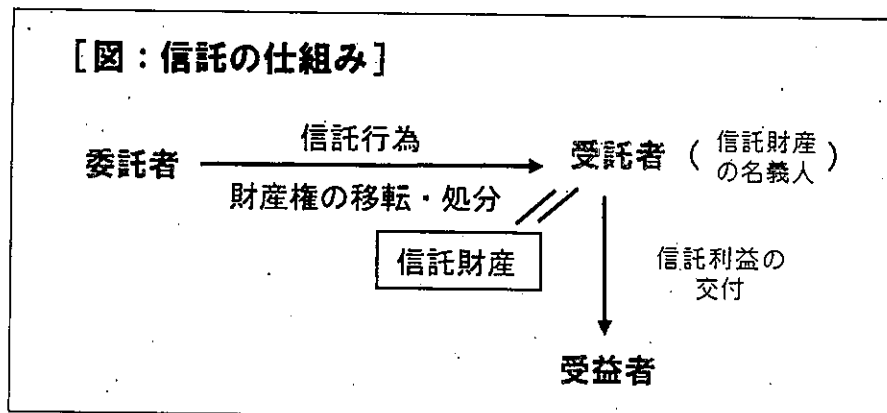 ［図：信託の仕組み］
信託行為
委託者
受託者（信託財産の名義人）
財産権の移転・処分
信託財産
信託利益の
交付
受益者